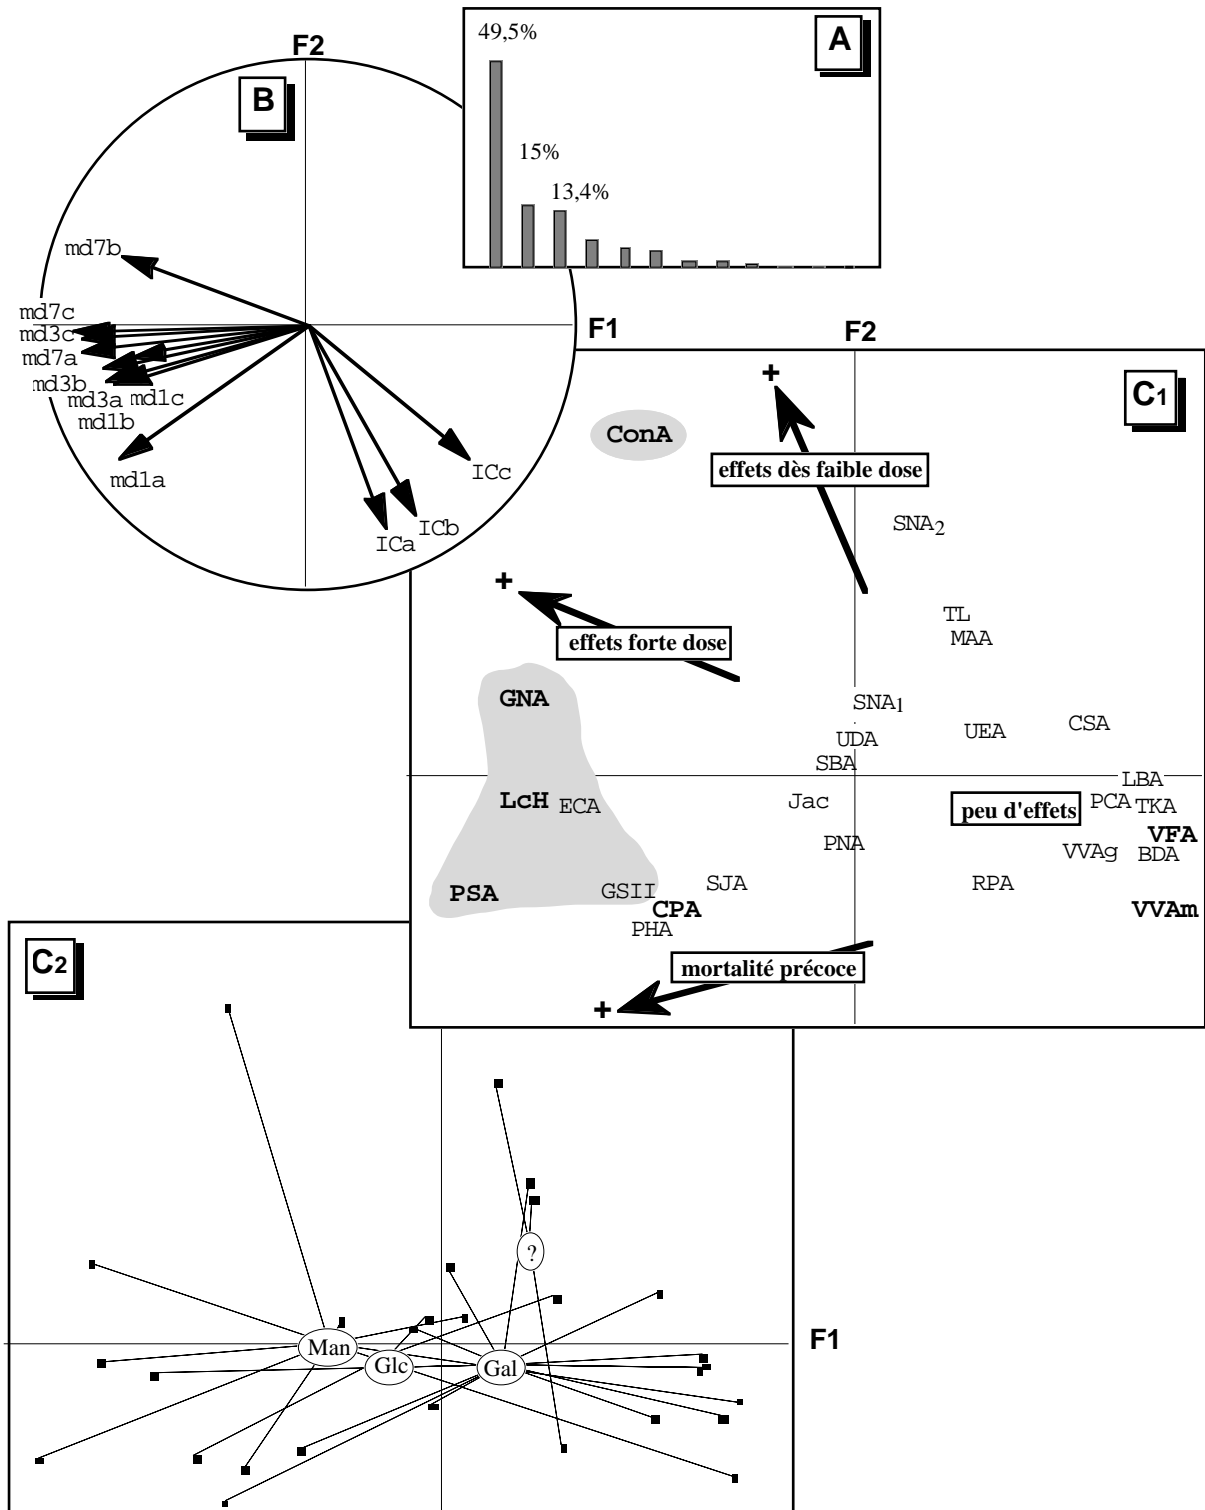 49,5%
A
15%
13,4%
F2
B
md7b
md7c
md3c
md7a
md3b
md3a
md1c
md1b
md1a
ICc
ICb
ICa
F1
F2
C1
+
ConA
effets dès faible dose
SNA2
+
TL
MAA
effets forte dose
GNA
SNA1
UDA
UEA
CSA
SBA
LBA
LcH
ECA
Jac
peu d'effets
PCA
TKA
VFA
PNA
VVAg
BDA
PSA
GSII
SJA
RPA
CPA
VVAm
PHA
mortalité précoce
+
C2
?
F1
Man
Glc
Gal